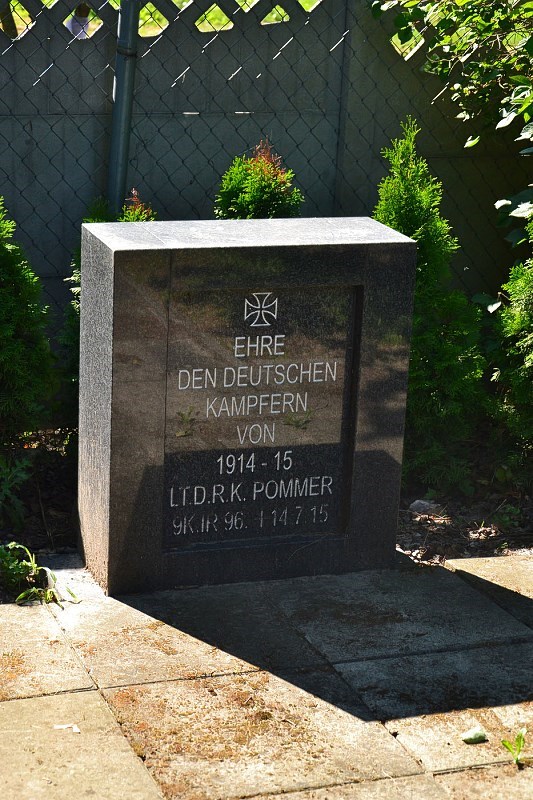 EHRE
DEN DEUTSCHEN
KAMPFERN
VON
1914 - 15
LT.D.R.K. POMMER
9K.IR 96. I 14 7 15